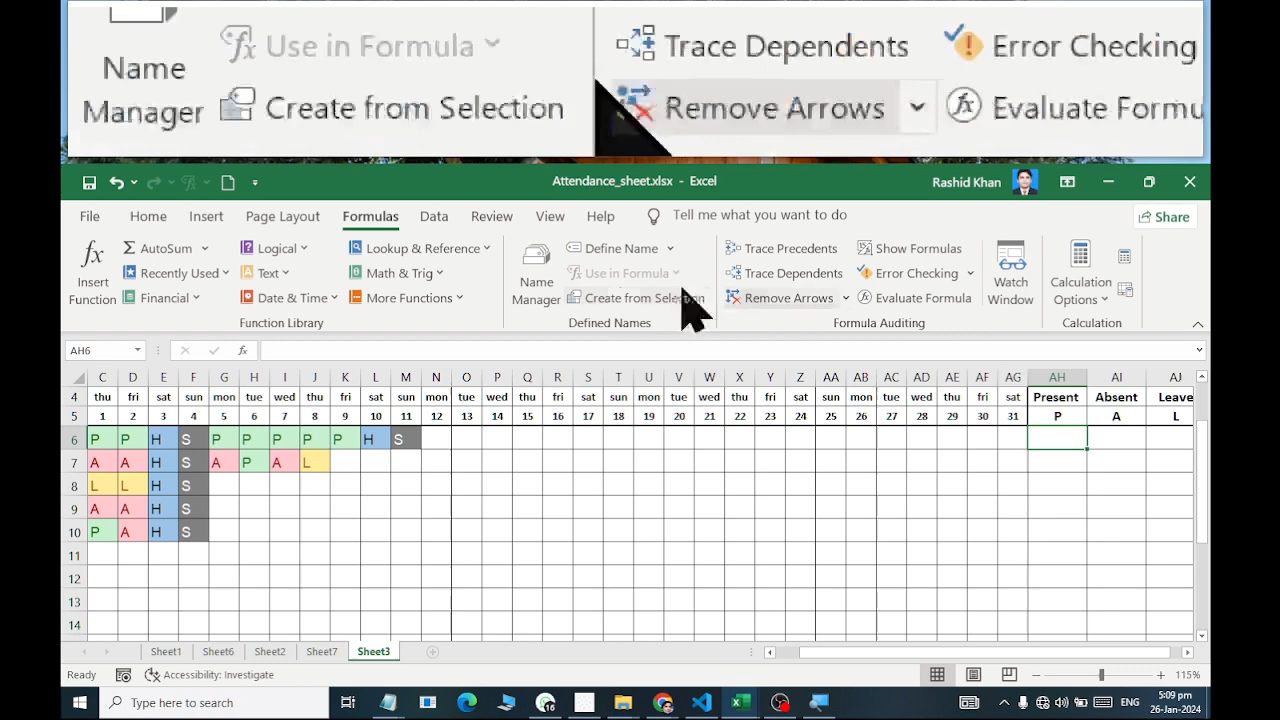 Use in Formula
Trace Dependents
Error Checking
Name
Manager
Create from Selection
Remove Arrows
Evaluate Formu
Attendance_sheet.xlsx - Excel
Rashid Khan
File Home Insert Page Layout Formulas Data Review View Help Tell me what you want to do Share
AutoSum Logical Lookup & Reference Define Name Trace Precedents Show Formulas
Recently Used Text Math & Trig Use in Formula Trace Dependents Error Checking
Insert
Function
Financial Date & Time More Functions
Name
Manager
Create from Selection Remove Arrows Evaluate Formula
Watch
Window
Calculation
Options
Function Library Defined Names Formula Auditing Calculation
AH6 fx
C D E F G H I J K L M N O P Q R S T U V W X Y Z AA AB AC AD AE AF AG AH AI AJ
4 thu fri sat sun mon tue wed thu fri sat sun mon tue wed thu fri sat sun mon tue wed thu fri sat sun mon tue wed thu fri sat Present Absent Leave
5 1 2 3 4 5 6 7 8 9 10 11 12 13 14 15 16 17 18 19 20 21 22 23 24 25 26 27 28 29 30 31 P A L
6 P P H S P P P P P H S
7 A A H S A P A L
8 L L H S
9 A A H S
10 P A H S
11
12
13
14
Sheet1 Sheet6 Sheet2 Sheet7 Sheet3
Ready Accessibility: Investigate 115%
Type here to search
16
ENG
5:09 pm
26-Jan-2024